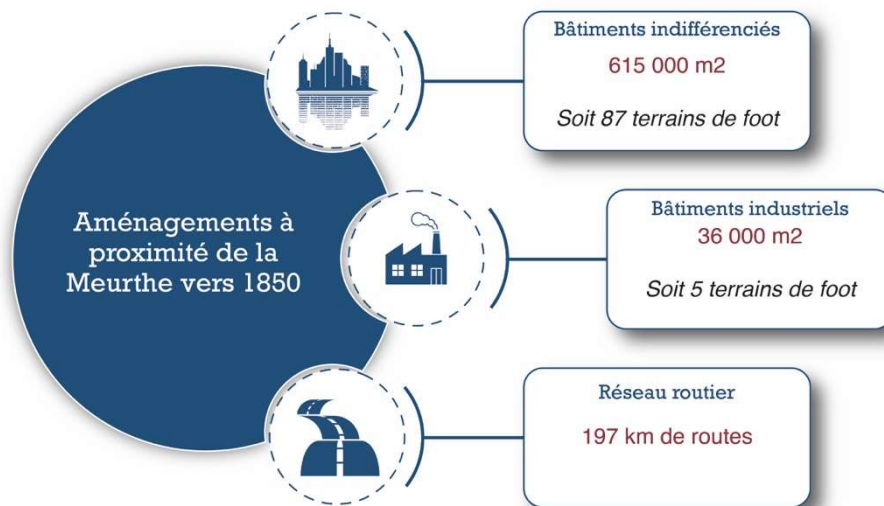 Aménagements à
proximité de la
Meurthe vers 1850
Bâtiments indifférenciés
615 000 m2
Soit 87 terrains de foot
Bâtiments industriels
36 000 m2
Soit 5 terrains de foot
Réseau routier
197 km de routes